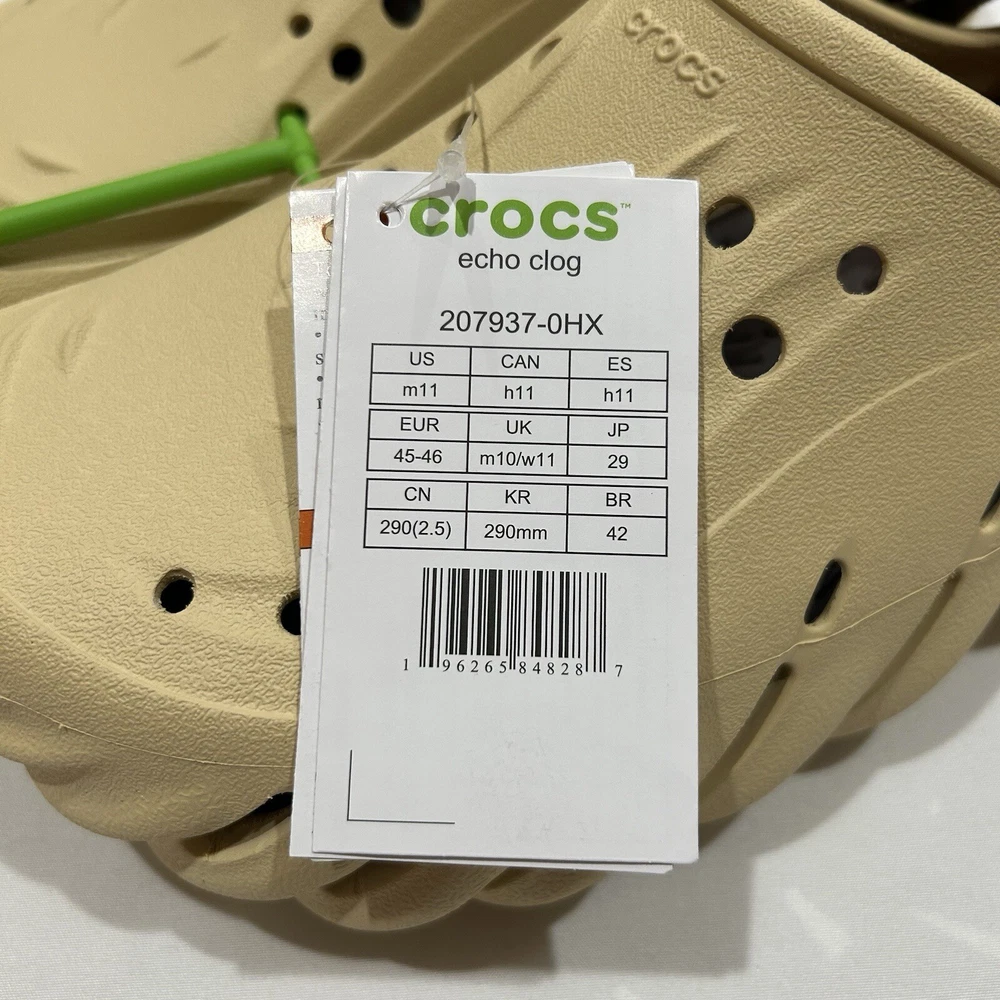 crocs
crocs™
echo clog
207937-0HX
US CAN ES
m11 h11 h11
EUR UK JP
45-46 m10/w11 29
CN KR BR
290(2.5) 290mm 42
1 96265 84828 7